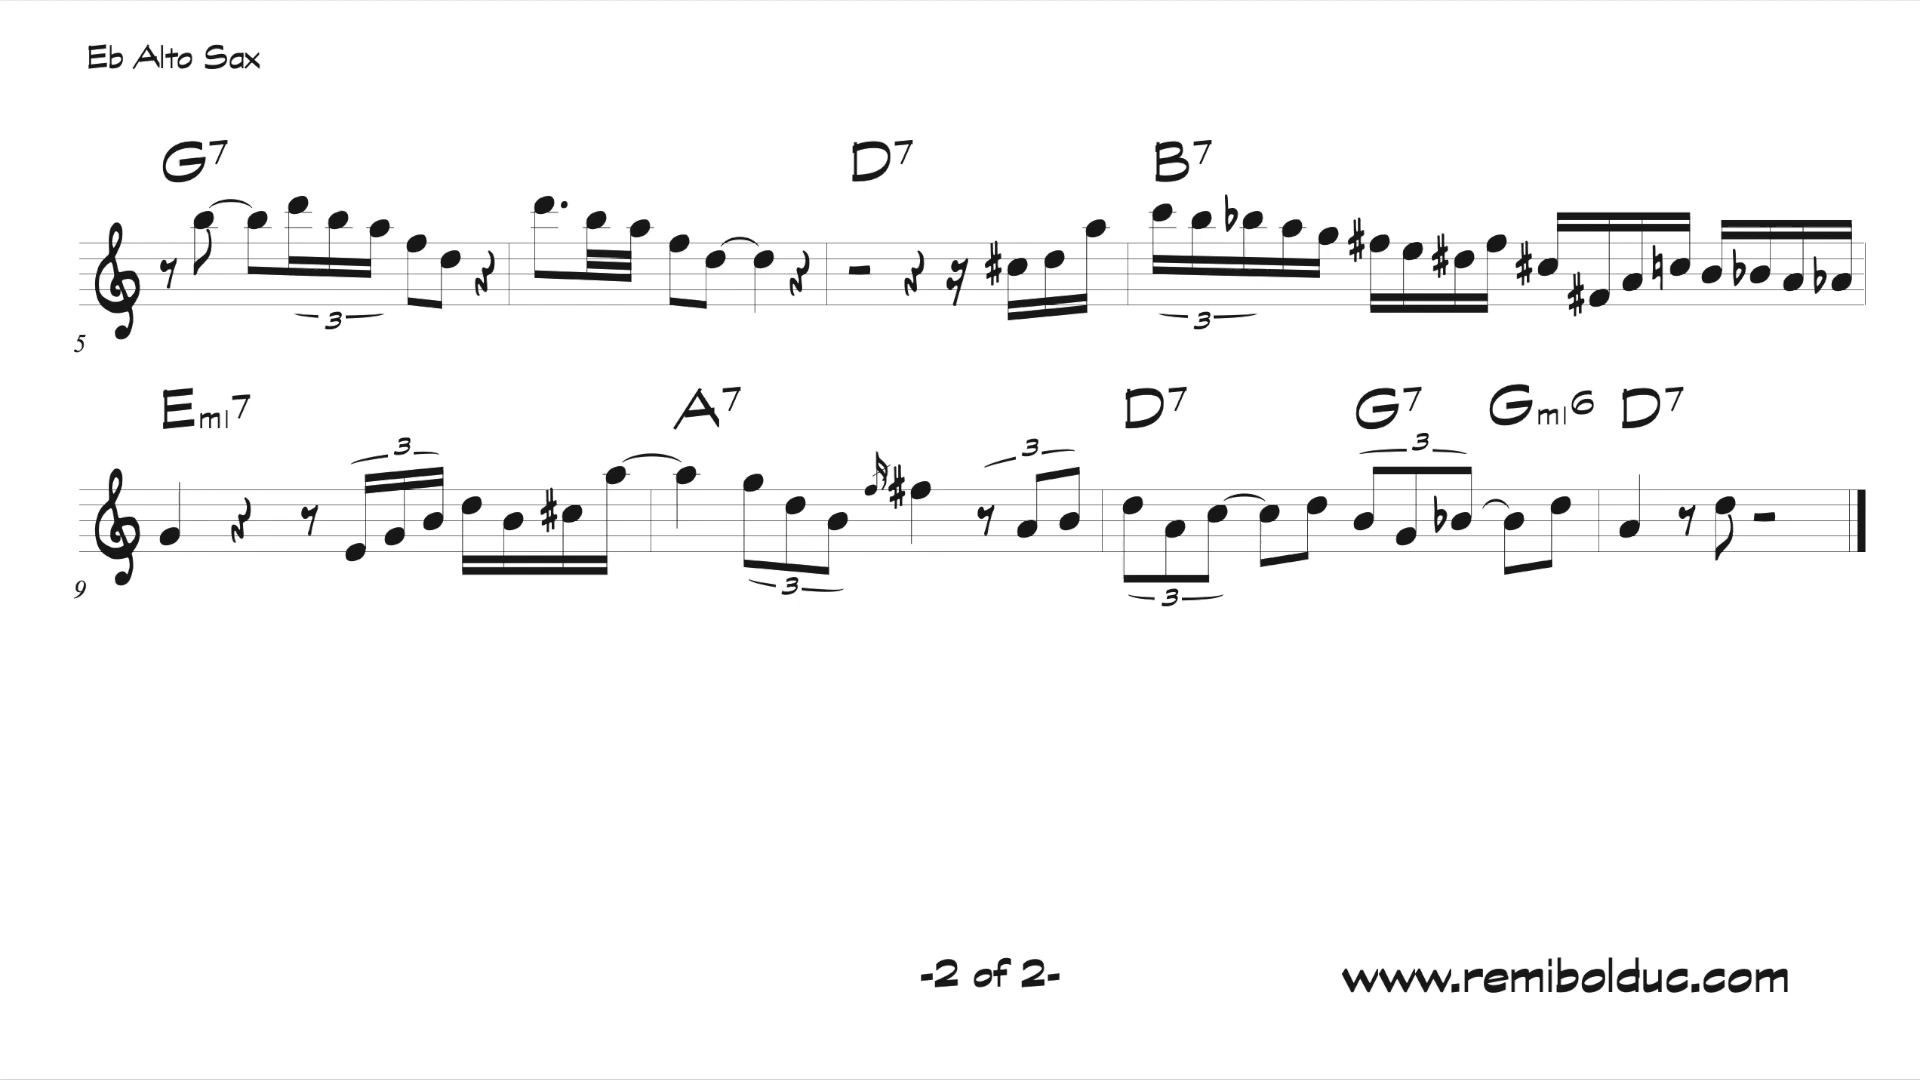 Eb Alto Sax
G7 D7 B7
3 3
5
Emi7 A7 D7 G7 Gmi6 D7
3 3 3
3 3
9
-2 of 2- www.remibolduc.com